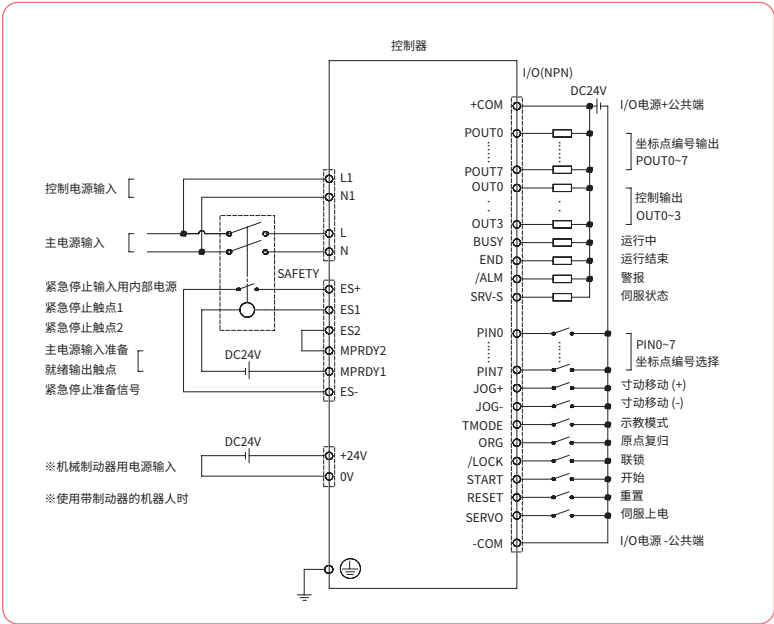 控制器
I/O(NPN)
DC24V
+COM
I/O电源+公共端
POUT0
坐标点编号输出
POUT0~7
POUT7
OUT0
控制输出
OUT0~3
OUT3
BUSY
运行中
END
运行结束
/ALM
警报
SRV-S
伺服状态
PIN0
PIN0~7
坐标点编号选择
PIN7
JOG+
寸动移动 (+)
JOG-
寸动移动 (-)
TMODE
示教模式
ORG
原点复归
/LOCK
联锁
START
开始
RESET
重置
SERVO
伺服上电
-COM
I/O电源 -公共端
控制电源输入
L1
N1
主电源输入
L
N
SAFETY
紧急停止输入用内部电源
ES+
紧急停止触点1
ES1
紧急停止触点2
ES2
主电源输入准备
MPRDY2
DC24V
就绪输出触点
MPRDY1
紧急停止准备信号
ES-
DC24V
+24V
※机械制动器用电源输入
0V
※使用带制动器的机器人时